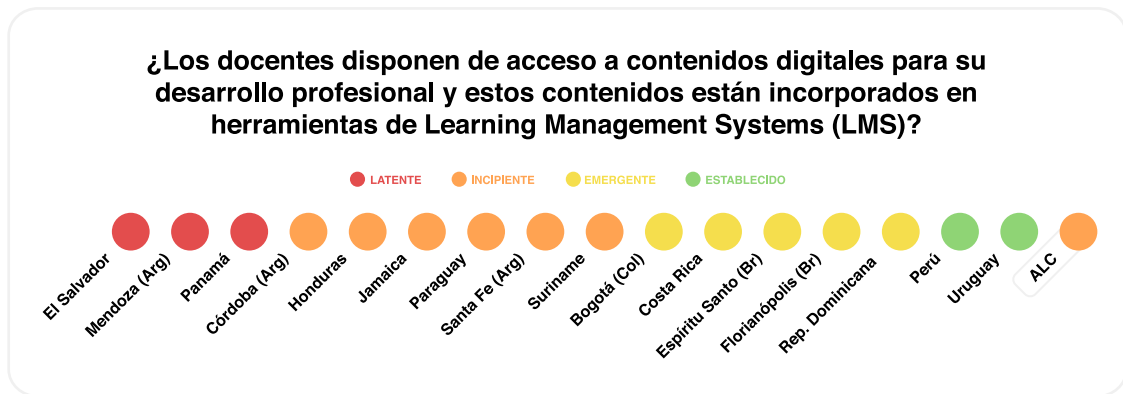 ¿Los docentes disponen de acceso a contenidos digitales para su
desarrollo profesional y estos contenidos están incorporados en
herramientas de Learning Management Systems (LMS)?
LATENTE
INCIPIENTE
EMERGENTE
ESTABLECIDO
El Salvador
Mendoza (Arg)
Panamá
Córdoba (Arg)
Honduras
Jamaica
Paraguay
Santa Fe (Arg)
Suriname
Bogotá (Col)
Costa Rica
Espíritu Santo (Br)
Florianópolis (Br)
Rep. Dominicana
Perú
Uruguay
ALC